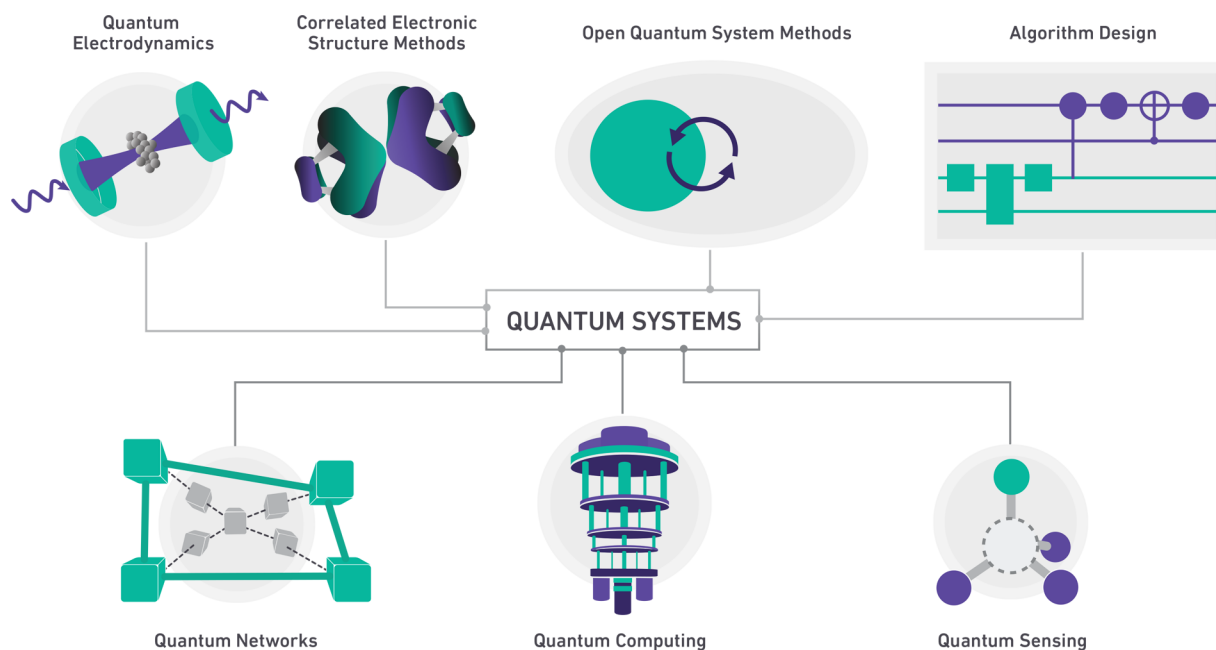 Quantum
Electrodynamics
Correlated Electronic
Structure Methods
Open Quantum System Methods
Algorithm Design
QUANTUM SYSTEMS
Quantum Networks
Quantum Computing
Quantum Sensing